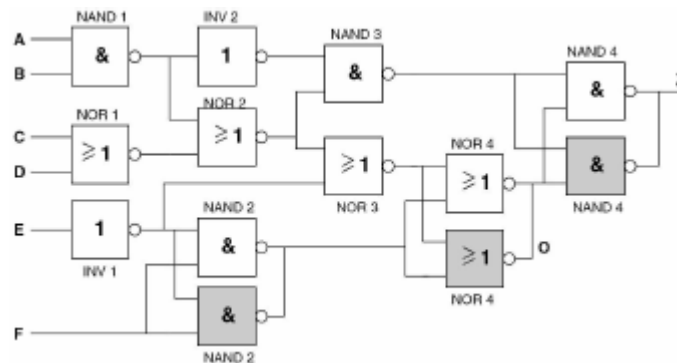 NAND 1
INV 2
NAND 3
NAND 4
A
B
&
1
&
&
NOR 1
NOR 2
C
D
≥1
≥1
≥1
NOR 3
NOR 4
≥1
&
NAND 4
E
1
INV 1
NAND 2
&
≥1
O
NOR 4
F
&
NAND 2